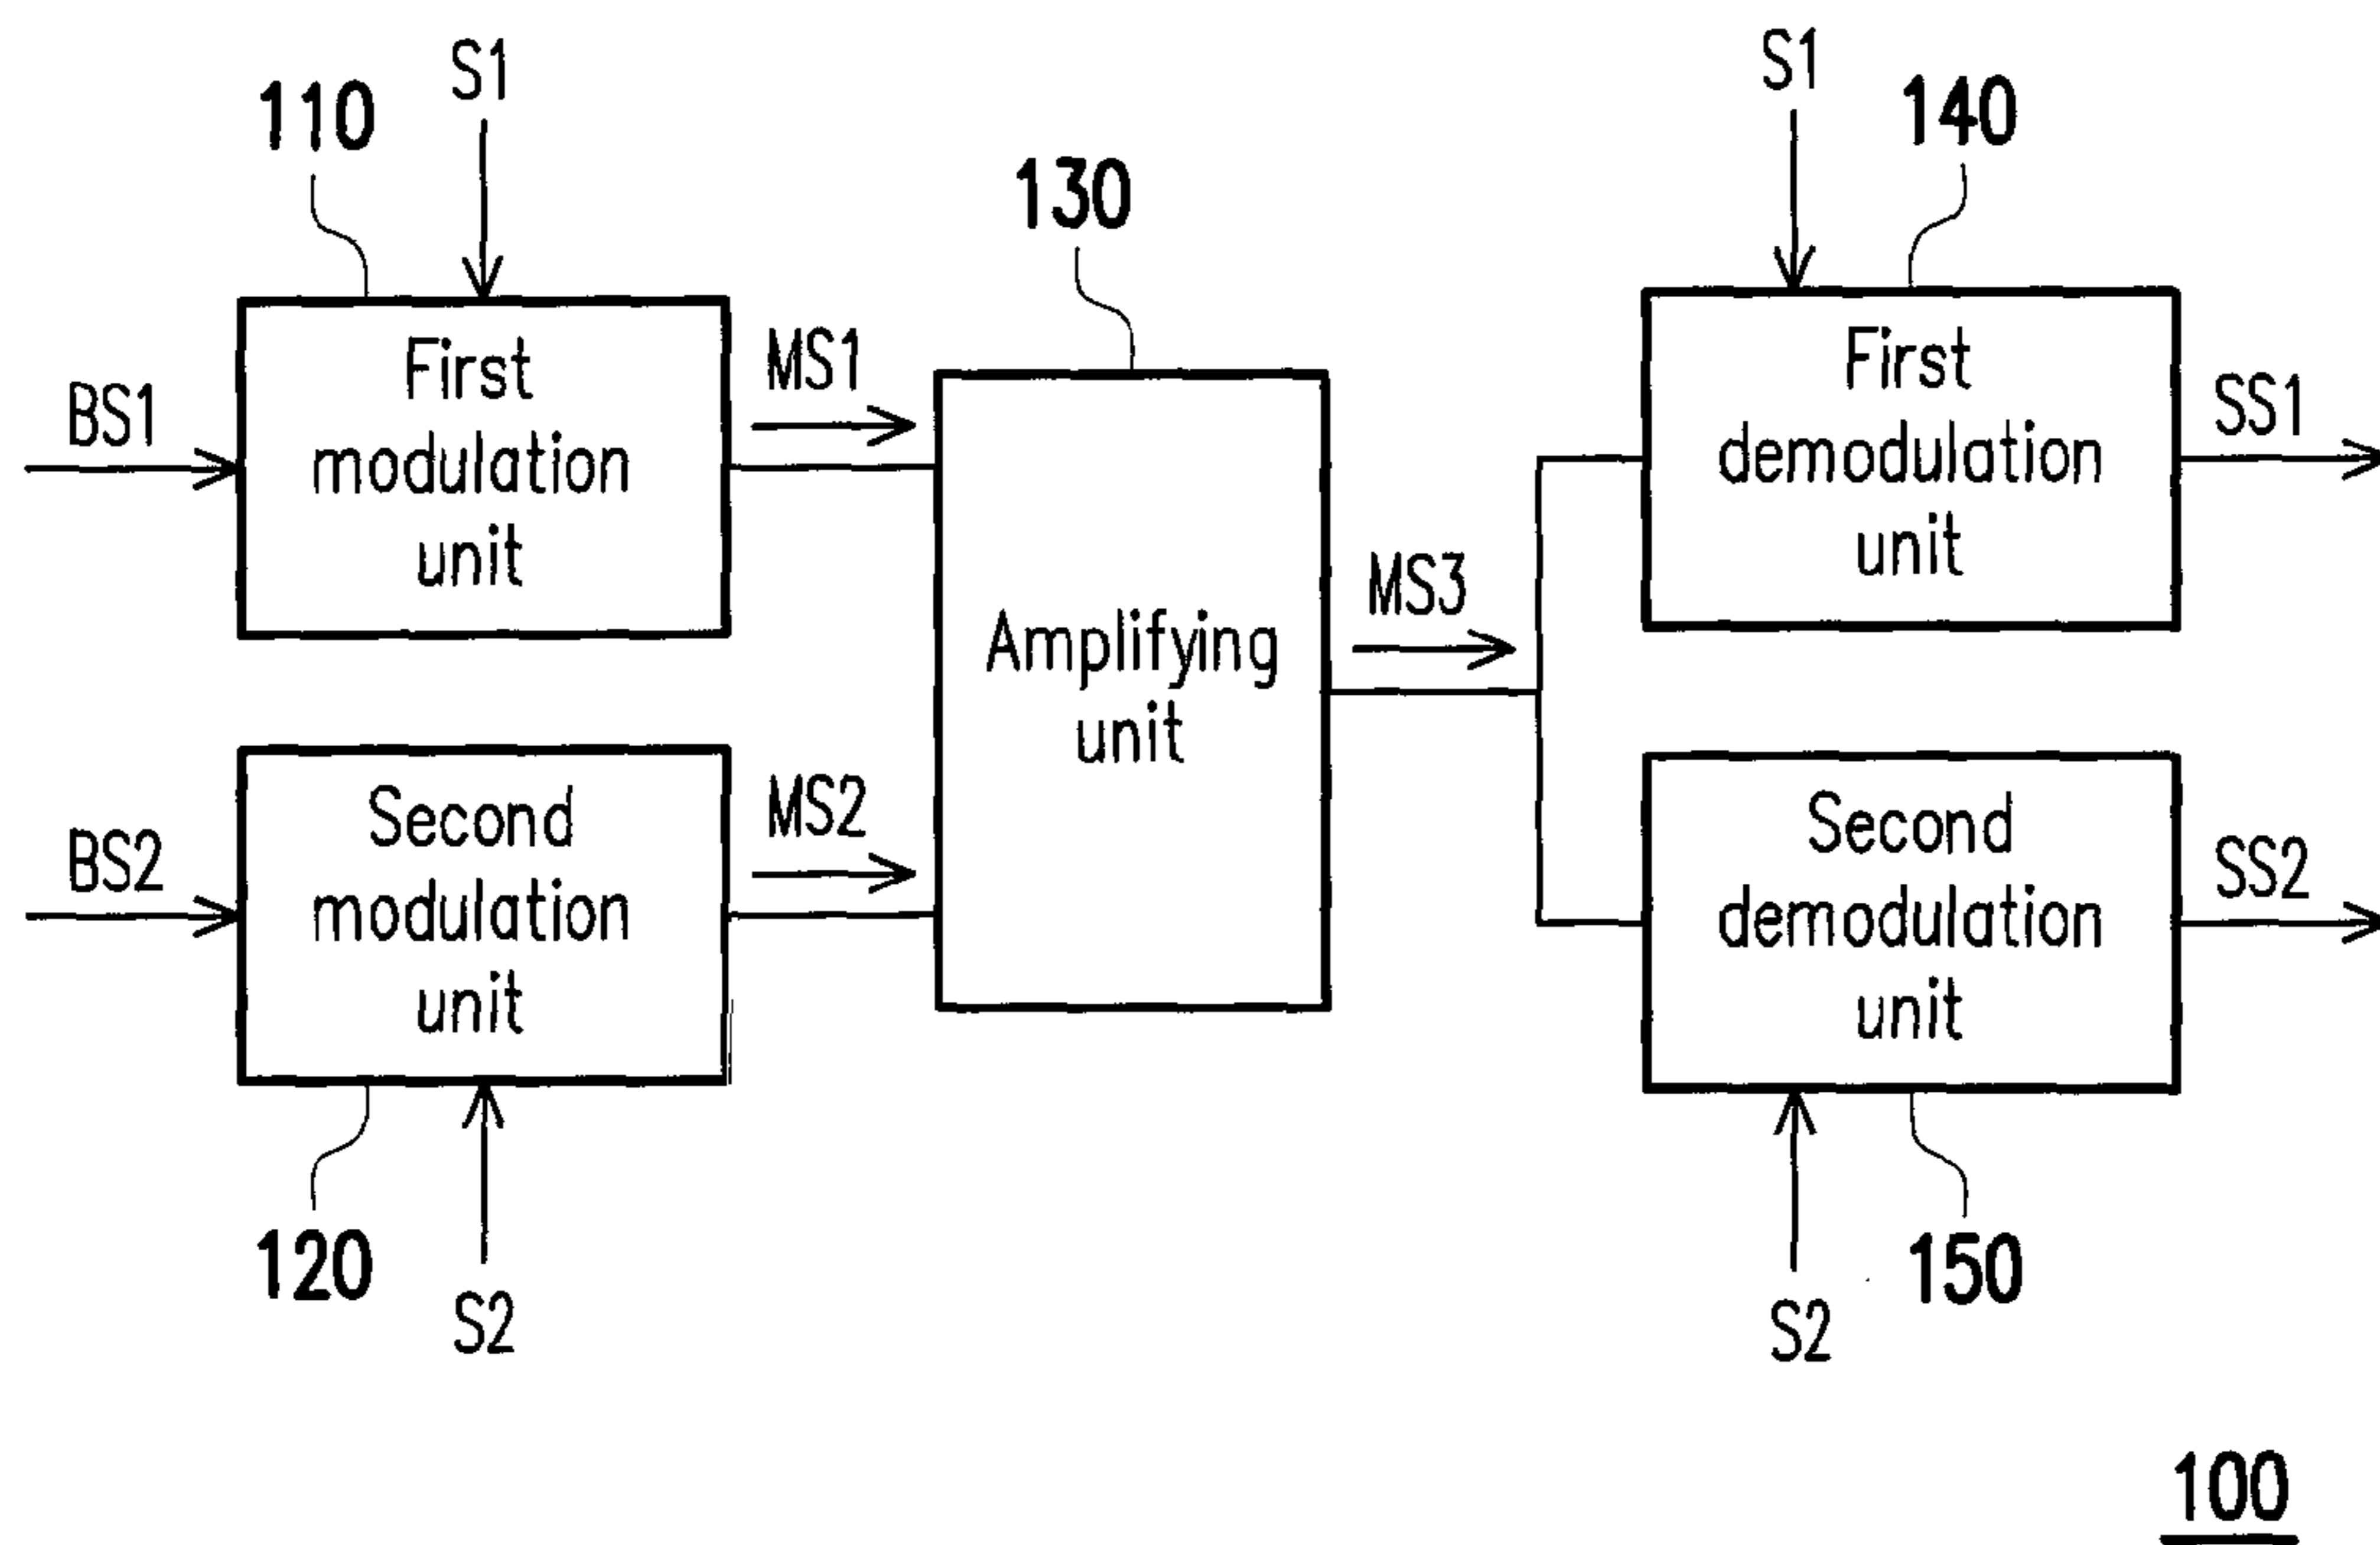 S1
S1
110
140
130
First
modulation
unit
MS1
First
demodulation
unit
BS1
SS1
MS3
Amplifying
unit
Second
modulation
unit
MS2
Second
demodulation
unit
BS2
SS2
120
150
S2
S2
100